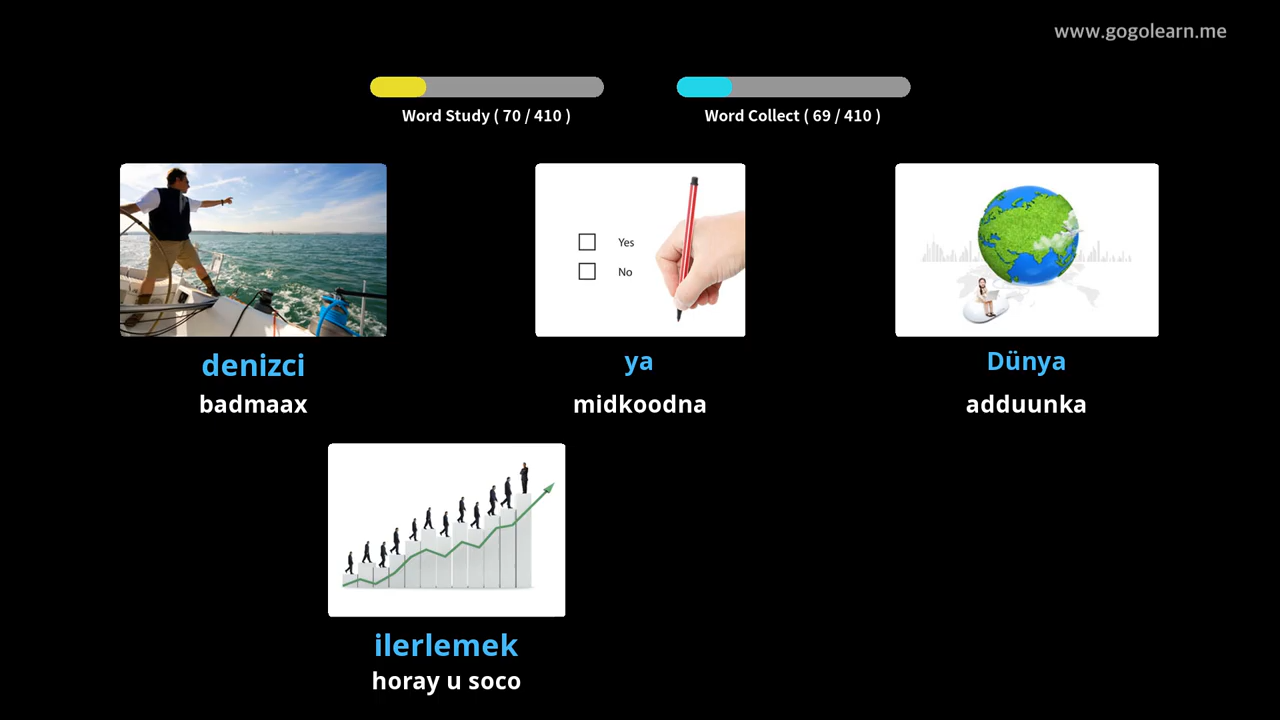 www.gogolearn.me
Word Study ( 70 / 410 )
Word Collect ( 69 / 410 )
Yes
No
denizci
ya
Dünya
badmaax
midkoodna
adduunka
ilerlemek
horay u soco